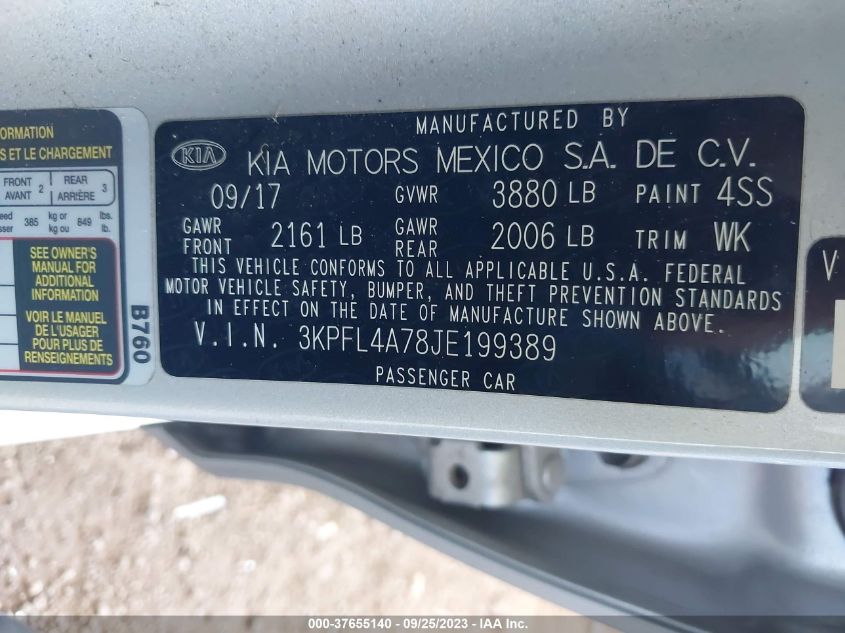 ORMATION
S ET LE CHARGEMENT
FRONT AVANT 2 REAR ARRIÈRE 3
eed sser 385 kg or kg ou 849 lbs. lb.
SEE OWNER'S
MANUAL FOR
ADDITIONAL
INFORMATION
VOIR LE MANUEL
DE L'USAGER
POUR PLUS DE
RENSEIGNEMENTS
B760
MANUFACTURED BY
KIA KIA MOTORS MEXICO S.A. DE C.V.
09/17 GVWR 3880 LB PAINT 4SS
GAWR FRONT 2161 LB GAWR REAR 2006 LB TRIM WK
THIS VEHICLE CONFORMS TO ALL APPLICABLE U.S.A. FEDERAL
MOTOR VEHICLE SAFETY, BUMPER, AND THEFT PREVENTION STANDARDS
IN EFFECT ON THE DATE OF MANUFACTURE SHOWN ABOVE.
V.I.N. 3KPFL4A78JE199389
PASSENGER CAR
V
000-37655140 - 09/25/2023 - IAA Inc.